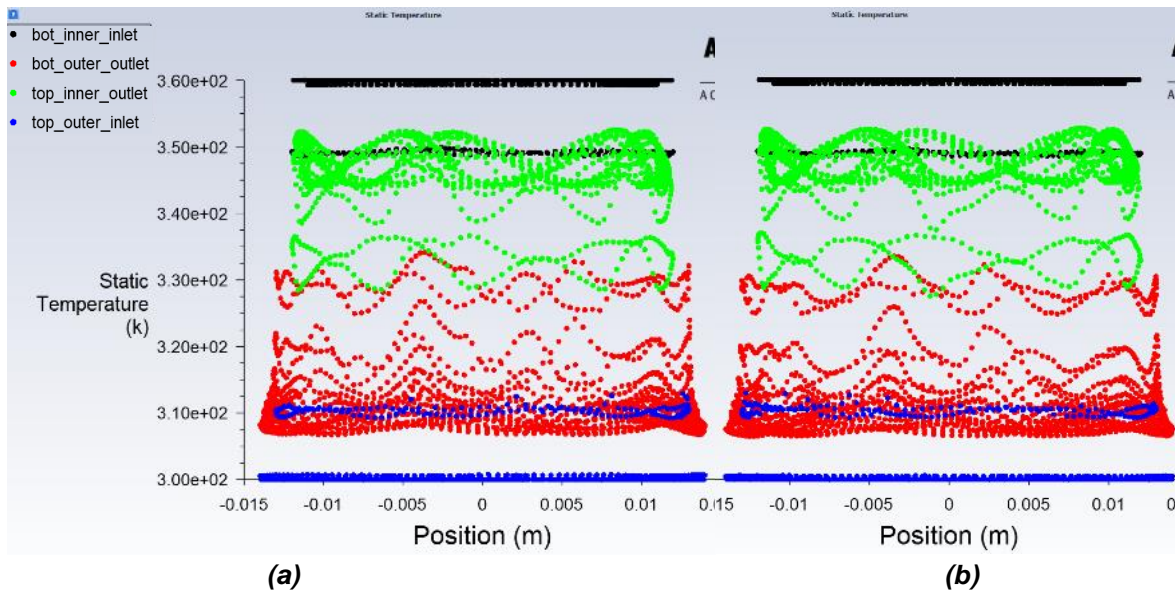 Static Temperature
Static Temperature
bot_inner_inlet
bot_outer_outlet
top_inner_outlet
top_outer_inlet
A
A C
A
3.60e+02
3.50e+02
3.40e+02
3.30e+02
3.20e+02
3.10e+02
3.00e+02
Static
Temperature
(k)
-0.015 -0.01 -0.005 0 0.005 0.01 0.015 -0.01 -0.005 0 0.005 0.01 0
Position (m)
Position (m)
(a)
(b)